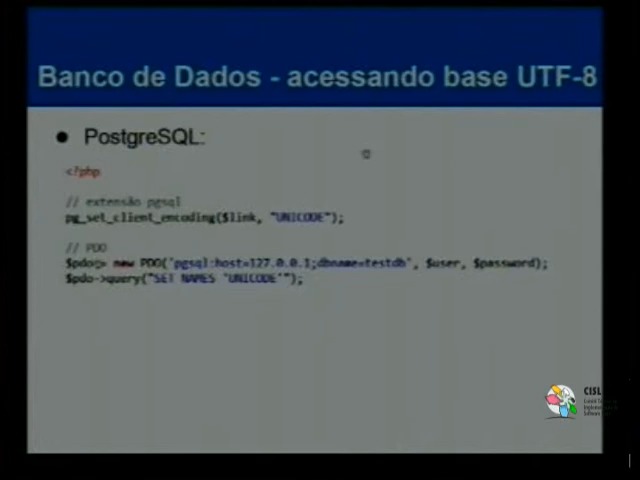 Banco de Dados - acessando base UTF-8
● PostgreSQL:
<?php
// extensão pgsql
pg_set_client_encoding($link, "UNICODE");
// PDO
$pdo = new PDO('pgsql:host=127.0.0.1;dbname=testdb', $user, $password);
$pdo->query("SET NAMES 'UNICODE'");
CISL